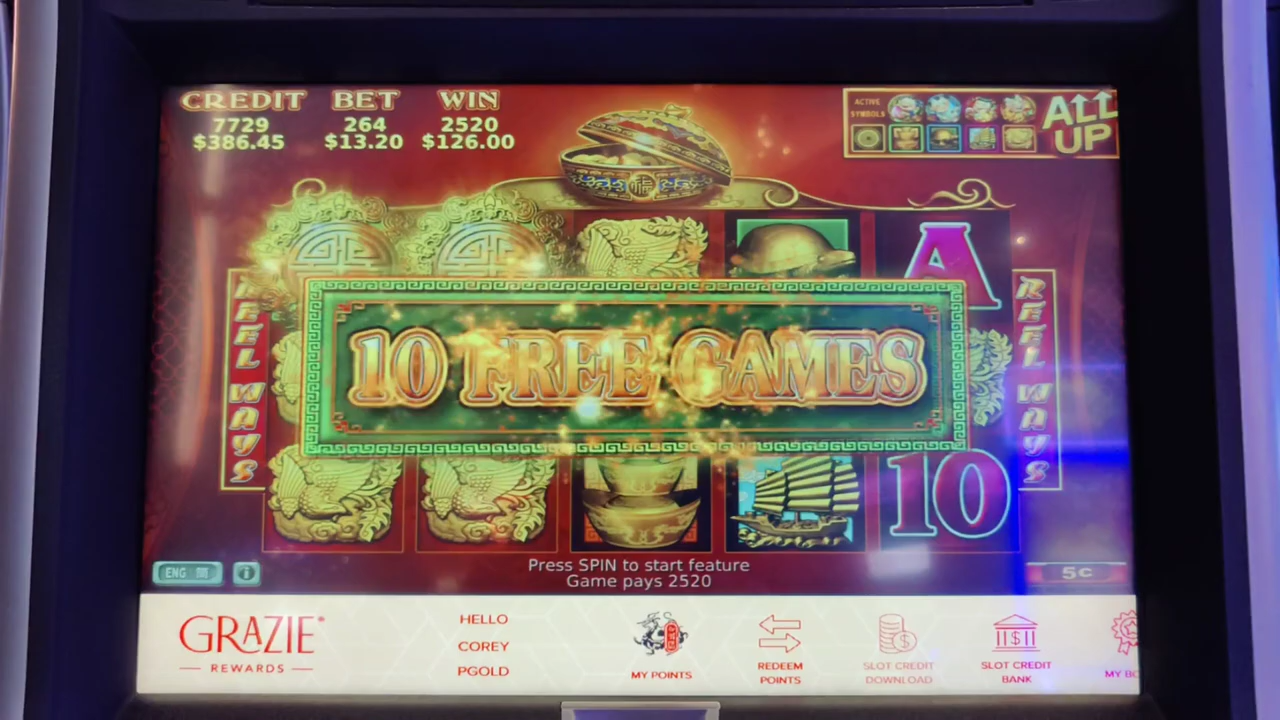 CREDIT BET WIN
7729 264 2520
$386.45 $13.20 $126.00
ACTIVE
SYMBOLS
ALL
UP
A
REEL WAYS
10 FREE GAMES
REEL WAYS
10
Press SPIN to start feature
Game pays 2520
ENG
i
5¢
GRAZIE
REWARDS
HELLO
COREY
PGOLD
MY POINTS
REDEEM
POINTS
SLOT CREDIT
DOWNLOAD
SLOT CREDIT
BANK